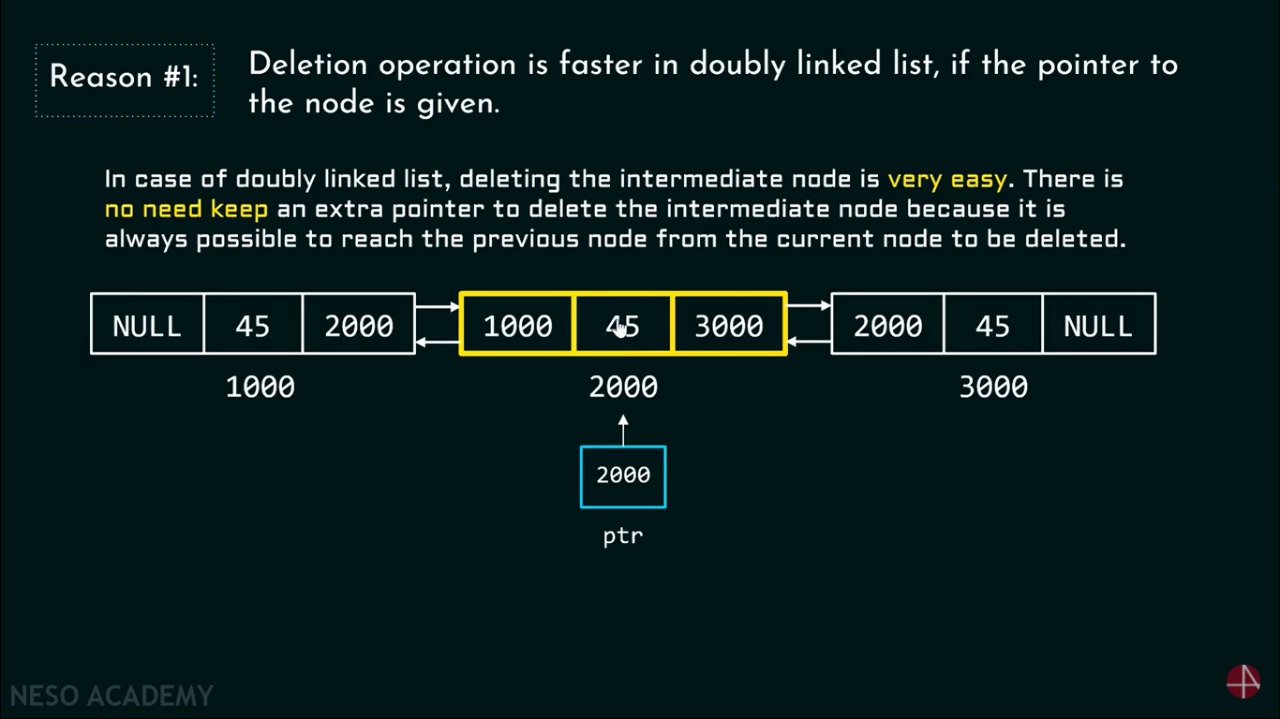 Reason #1:
Deletion operation is faster in doubly linked list, if the pointer to
the node is given.
In case of doubly linked list, deleting the intermediate node is very easy. There is
no need keep an extra pointer to delete the intermediate node because it is
always possible to reach the previous node from the current node to be deleted.
NULL 45 2000 1000 45 3000 2000 45 NULL
1000 2000 3000
2000
ptr
NESO ACADEMY